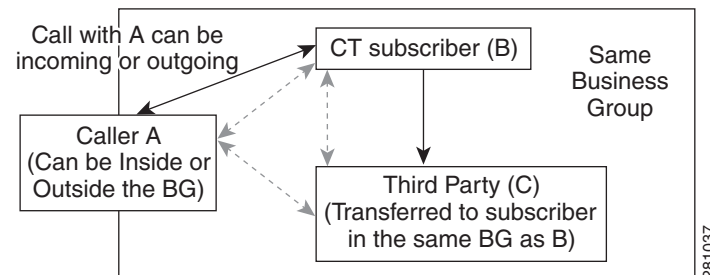 Call with A can be
incoming or outgoing
CT subscriber (B)
Same
Business
Group
Caller A
(Can be Inside or
Outside the BG)
Third Party (C)
(Transferred to subscriber
in the same BG as B)
281037